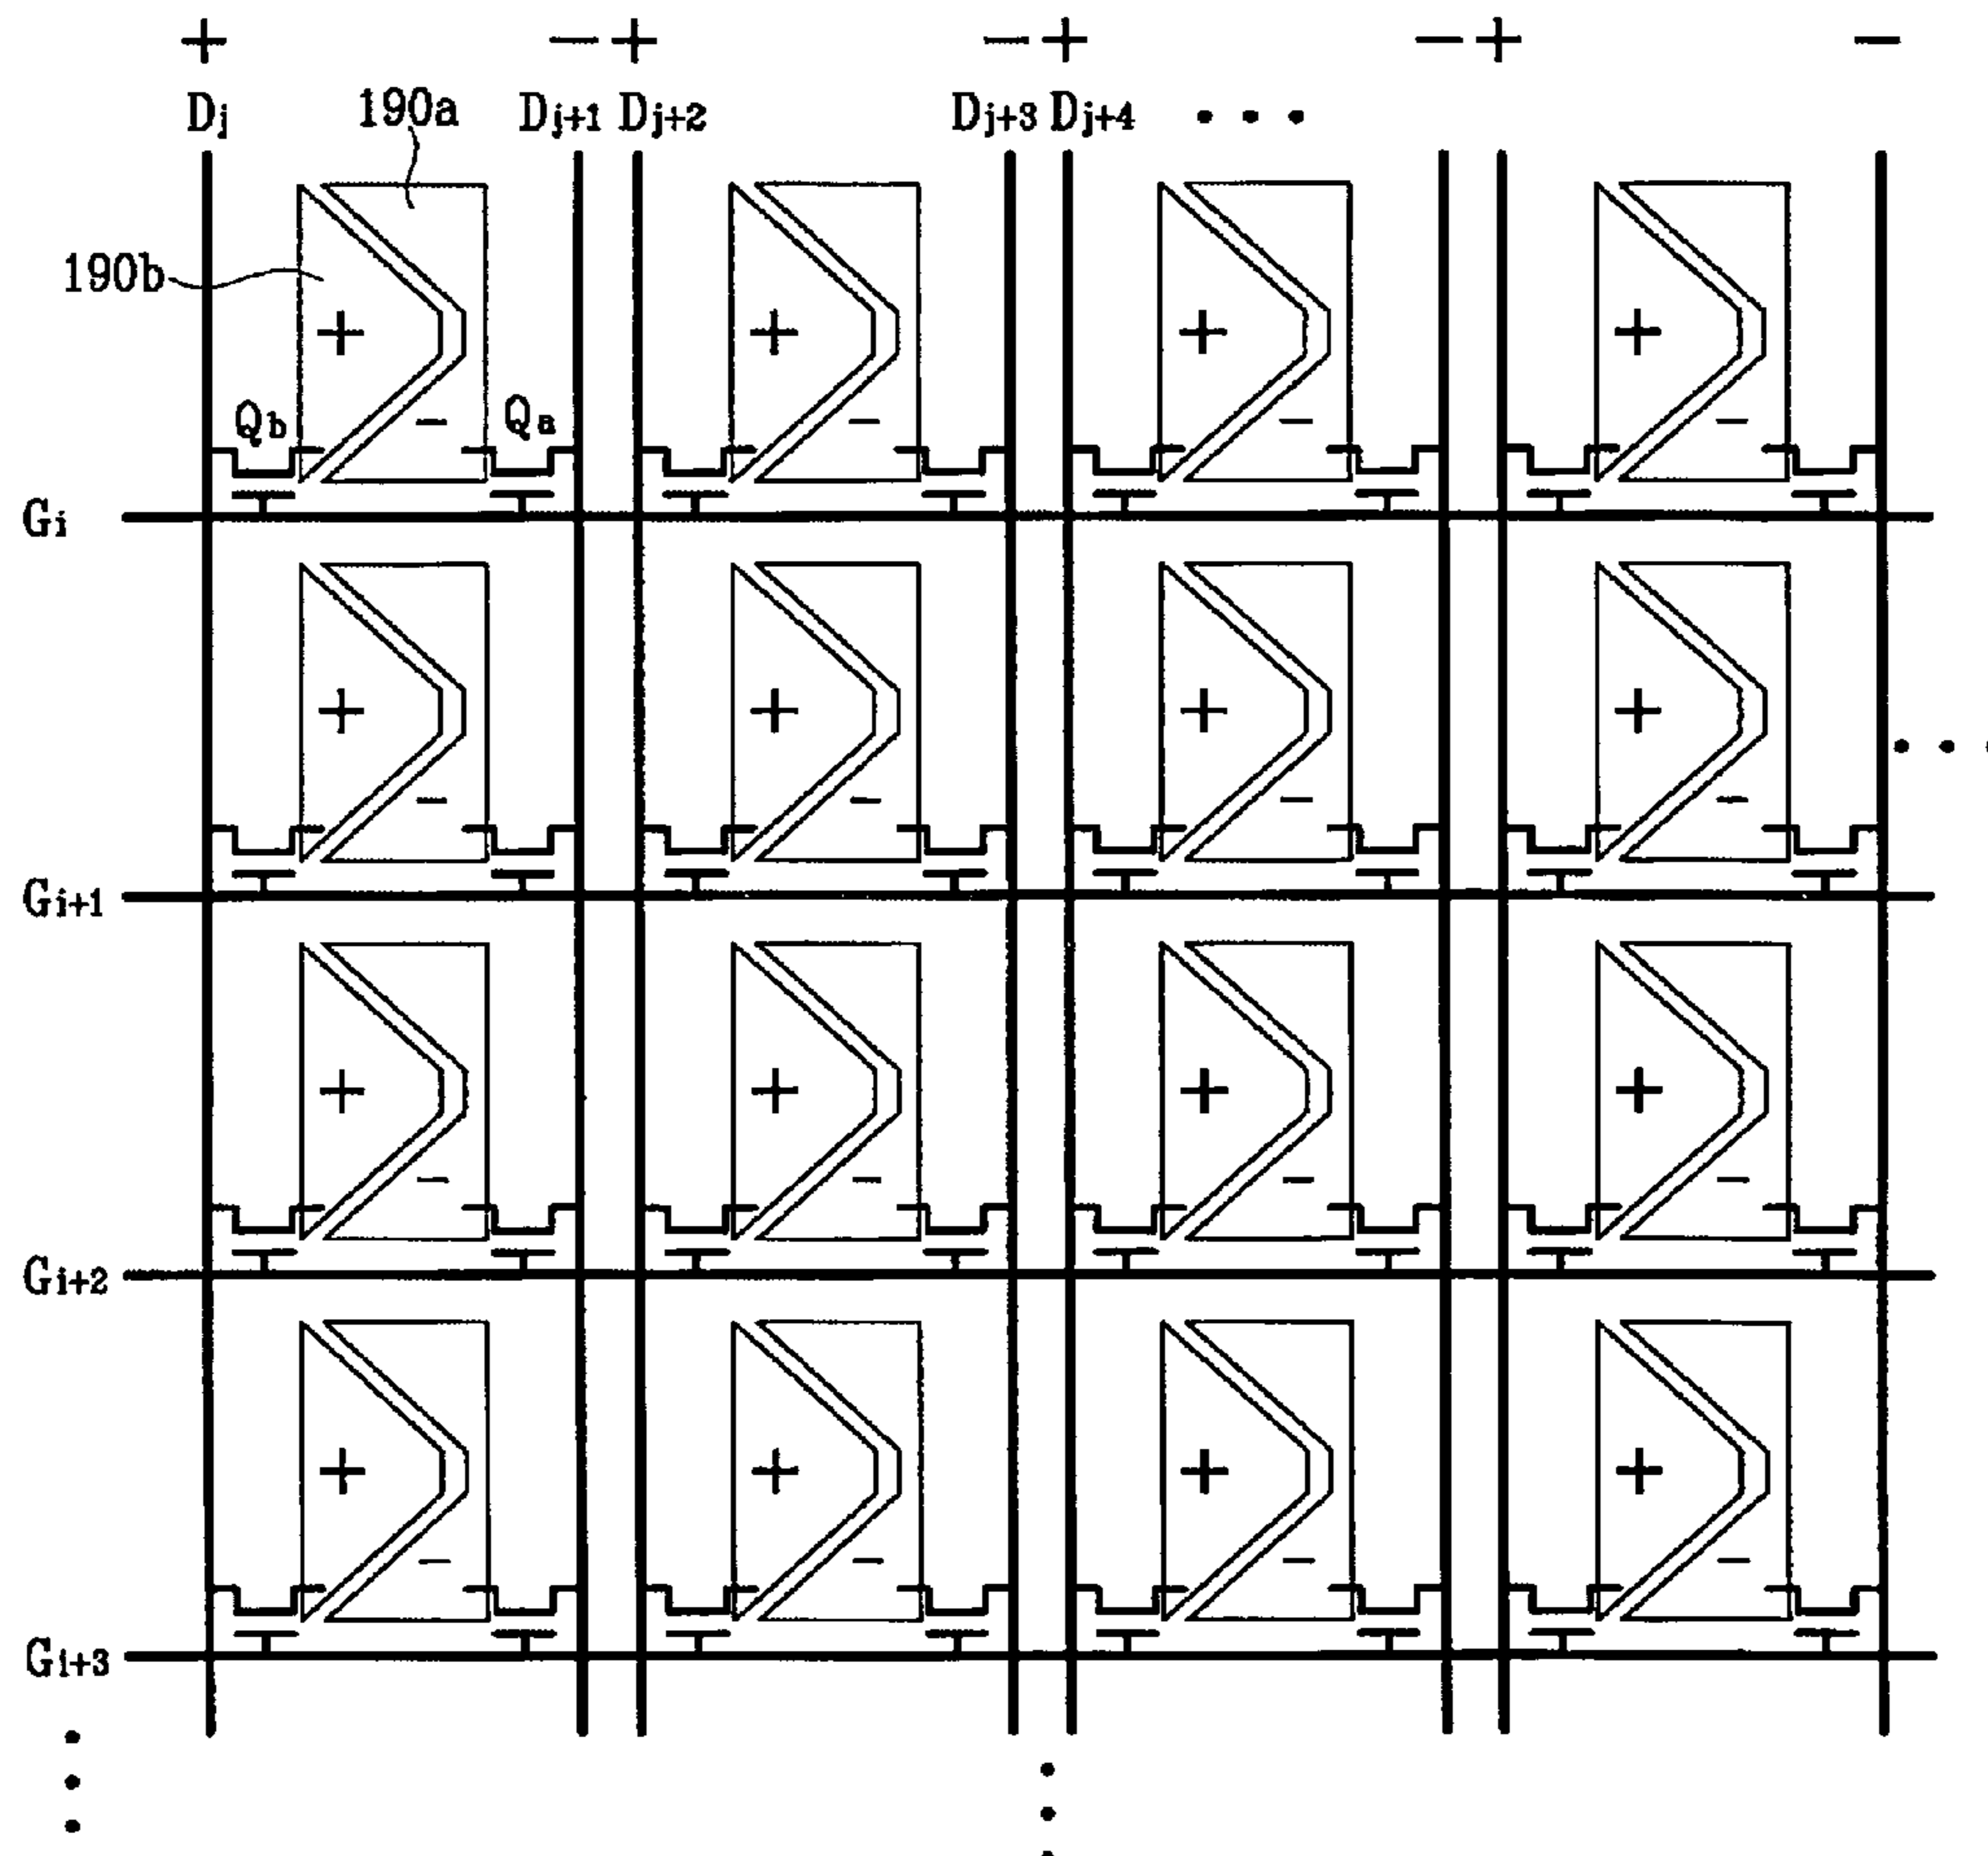 + − + − + − + −
Dj 190a Dj+1 Dj+2 Dj+3 Dj+4 . . .
190b
+ + + +
Qb − Qa − − −
Gi
+ + + +
. . .
− − − −
Gi+1
+ + + +
− − − −
Gi+2
+ + + +
− − − −
Gi+3